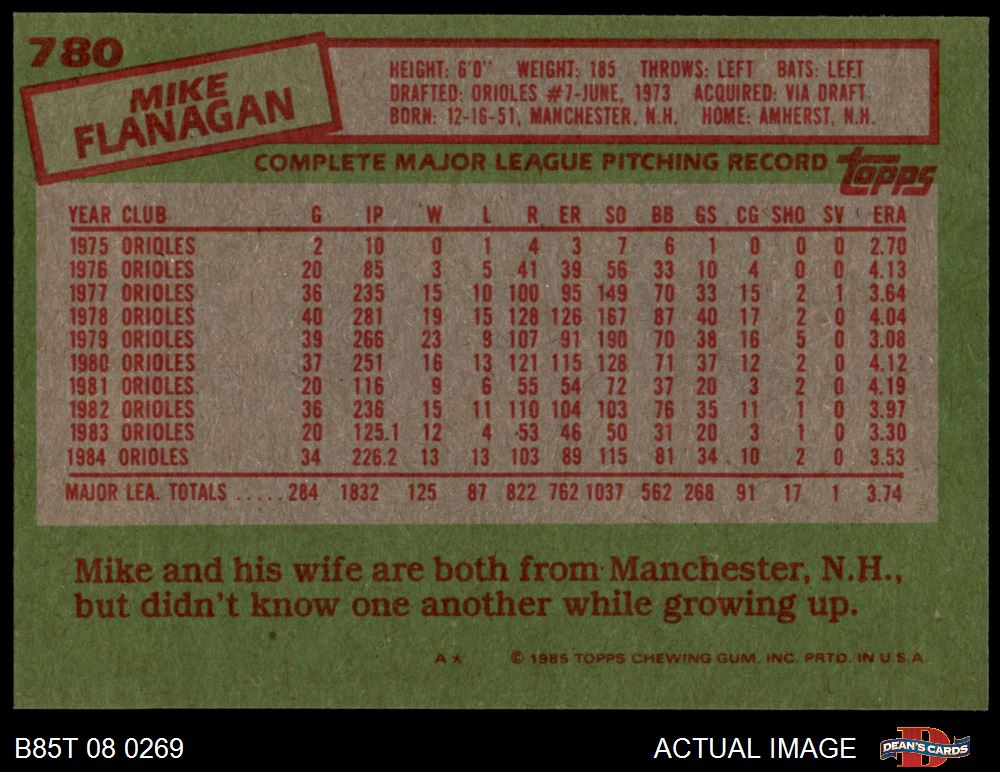 780
MIKE
FLANAGAN
HEIGHT: 6'0" WEIGHT: 185 THROWS: LEFT BATS: LEFT
DRAFTED: ORIOLES #7-JUNE, 1973 ACQUIRED: VIA DRAFT
BORN: 12-16-51, MANCHESTER, N.H. HOME: AMHERST, N.H.
COMPLETE MAJOR LEAGUE PITCHING RECORD topps
YEAR CLUB G IP W L R ER SO BB GS CG SHO SV ERA
1975 ORIOLES 2 10 0 1 4 3 7 6 1 0 0 0 2.70
1976 ORIOLES 20 85 3 5 41 39 56 33 10 4 0 0 4.13
1977 ORIOLES 36 235 15 10 100 95 149 70 33 15 2 1 3.64
1978 ORIOLES 40 281 19 15 128 126 167 87 40 17 2 0 4.04
1979 ORIOLES 39 266 23 9 107 91 190 70 38 16 5 0 3.08
1980 ORIOLES 37 251 16 13 121 115 128 71 37 12 2 0 4.12
1981 ORIOLES 20 116 9 6 55 54 72 37 20 3 2 0 4.19
1982 ORIOLES 36 236 15 11 110 104 103 76 35 11 1 0 3.97
1983 ORIOLES 20 125.1 12 4 53 46 50 31 20 3 1 0 3.30
1984 ORIOLES 34 226.2 13 13 103 89 115 81 34 10 2 0 3.53
MAJOR LEA. TOTALS .....284 1832 125 87 822 762 1037 562 268 91 17 1 3.74
Mike and his wife are both from Manchester, N.H.,
but didn't know one another while growing up.
A* © 1985 TOPPS CHEWING GUM, INC. PRTD. IN U.S.A.
B85T 08 0269 ACTUAL IMAGE D DEAN'S CARDS